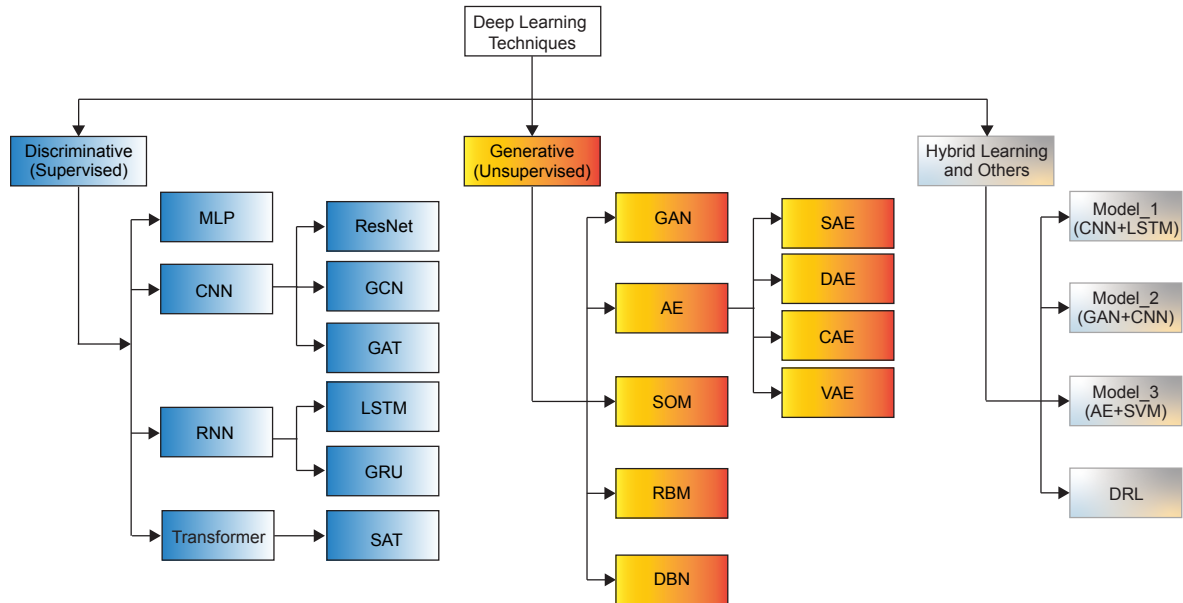 Deep Learning
Techniques
Discriminative
(Supervised)
Generative
(Unsupervised)
Hybrid Learning
and Others
MLP
CNN
RNN
Transformer
ResNet
GCN
GAT
LSTM
GRU
SAT
GAN
AE
SOM
RBM
DBN
SAE
DAE
CAE
VAE
Model_1
(CNN+LSTM)
Model_2
(GAN+CNN)
Model_3
(AE+SVM)
DRL